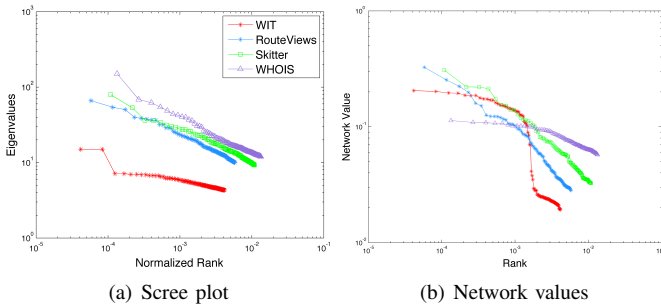 (a)
10³
10²
10¹
10⁰
Eigenvalues
WIT
RouteViews
Skitter
WHOIS
10⁻⁵ 10⁻⁴ 10⁻³ 10⁻² 10⁻¹
Normalized Rank
(a) Scree plot
b)
10⁰
10⁻¹
10⁻²
Network Value
10⁻⁵ 10⁻⁴ 10⁻³ 10⁻² 10⁻¹
Rank
(b) Network values